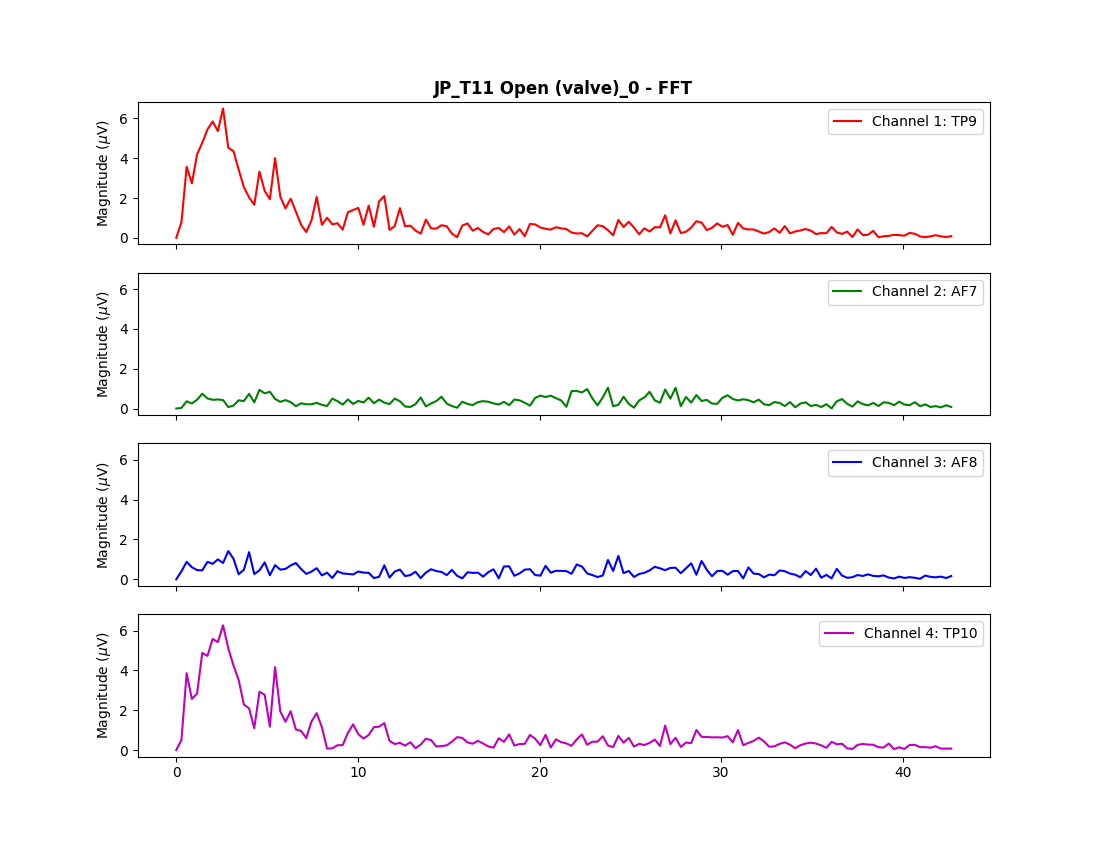 JP_T11 Open (valve)_0 - FFT
Magnitude (μV)
6
4
2
0
Channel 1: TP9
Magnitude (μV)
6
4
2
0
Channel 2: AF7
Magnitude (μV)
6
4
2
0
Channel 3: AF8
Magnitude (μV)
6
4
2
0
Channel 4: TP10
0 10 20 30 40